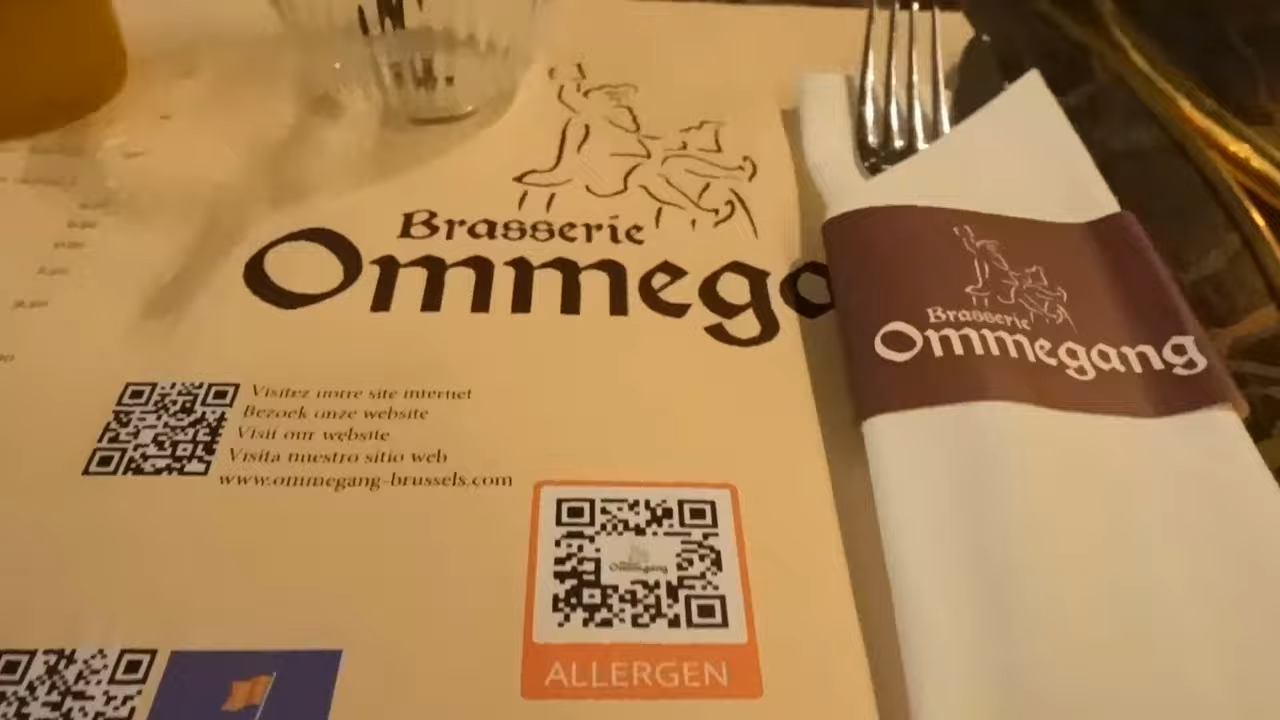 Brasserie
Ommega
Brasserie
Ommegang
Visitez notre site internet
Bezoek onze website
Visit our website
Visita nuestro sitio web
www.ommegang-brussels.com
Ommegang
ALLERGEN